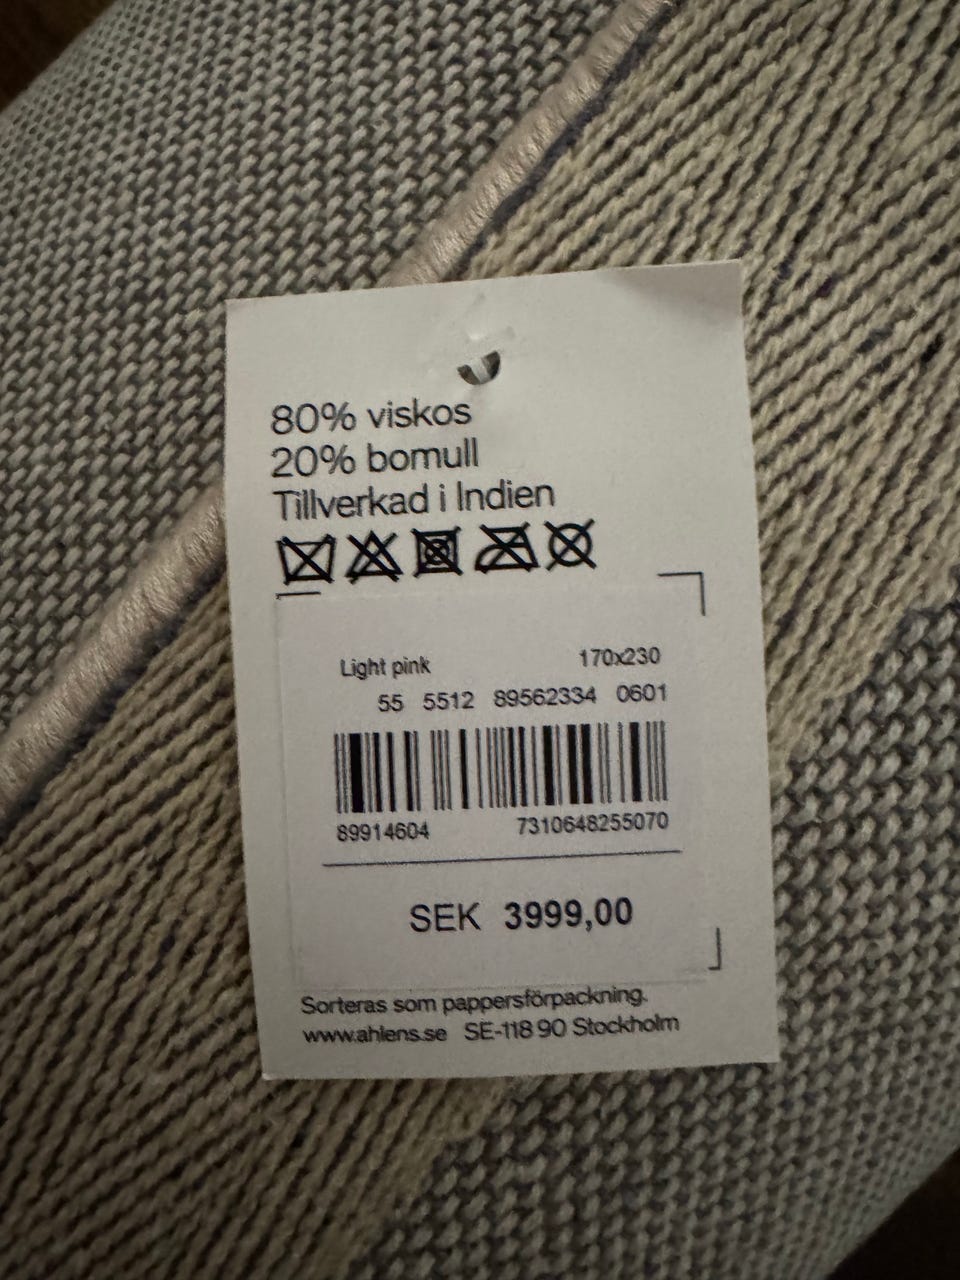 80% viskos
20% bomull
Tillverkad i Indien
Light pink 170x230
55 5512 89562334 0601
89914604 7310648255070
SEK 3999,00
Sorteras som pappersförpackning.
www.ahlens.se SE-118 90 Stockholm